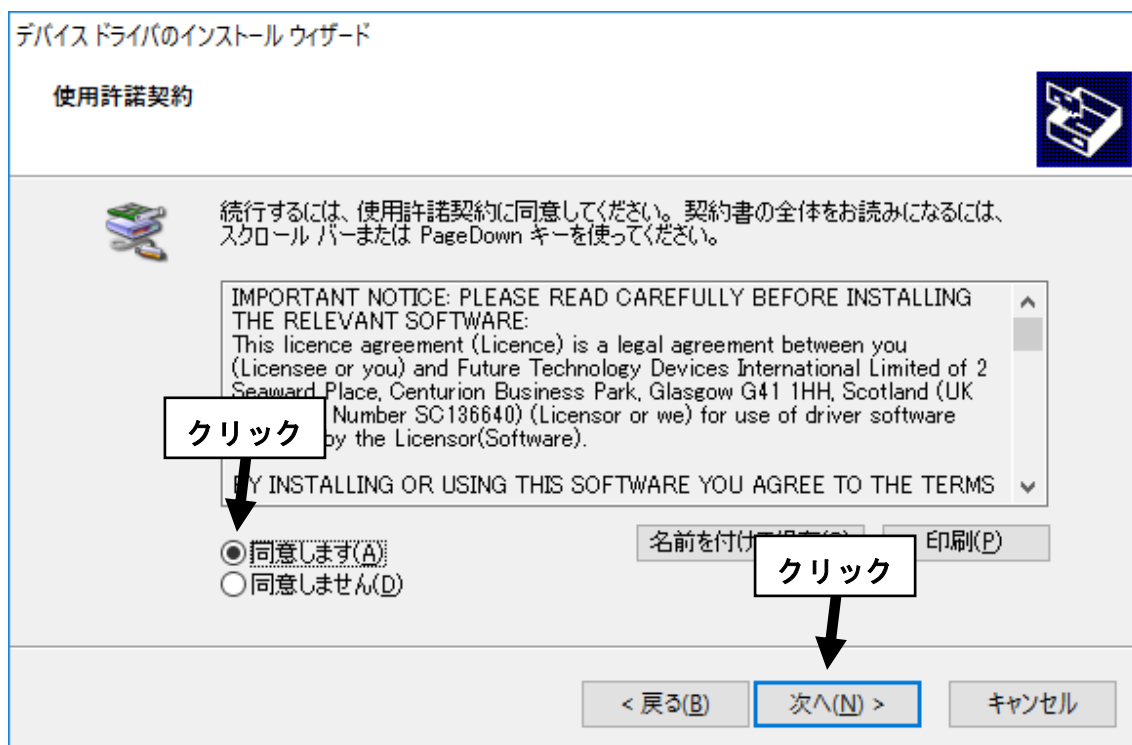 デバイス ドライバのインストール ウィザード
使用許諾契約
続行するには、使用許諾契約に同意してください。契約書の全体をお読みになるには、
スクロール バーまたは PageDown キーを使ってください。
IMPORTANT NOTICE: PLEASE READ CAREFULLY BEFORE INSTALLING
THE RELEVANT SOFTWARE:
This licence agreement (Licence) is a legal agreement between you
(Licensee or you) and Future Technology Devices International Limited of 2
Seaward Place, Centurion Business Park, Glasgow G41 1HH, Scotland (UK
Number SC136640) (Licensor or we) for use of driver software
by the Licensor(Software).
クリック
BY INSTALLING OR USING THIS SOFTWARE YOU AGREE TO THE TERMS
同意します(A)
同意しません(D)
名前を付け
印刷(P)
クリック
< 戻る(B)
次へ(N) >
キャンセル